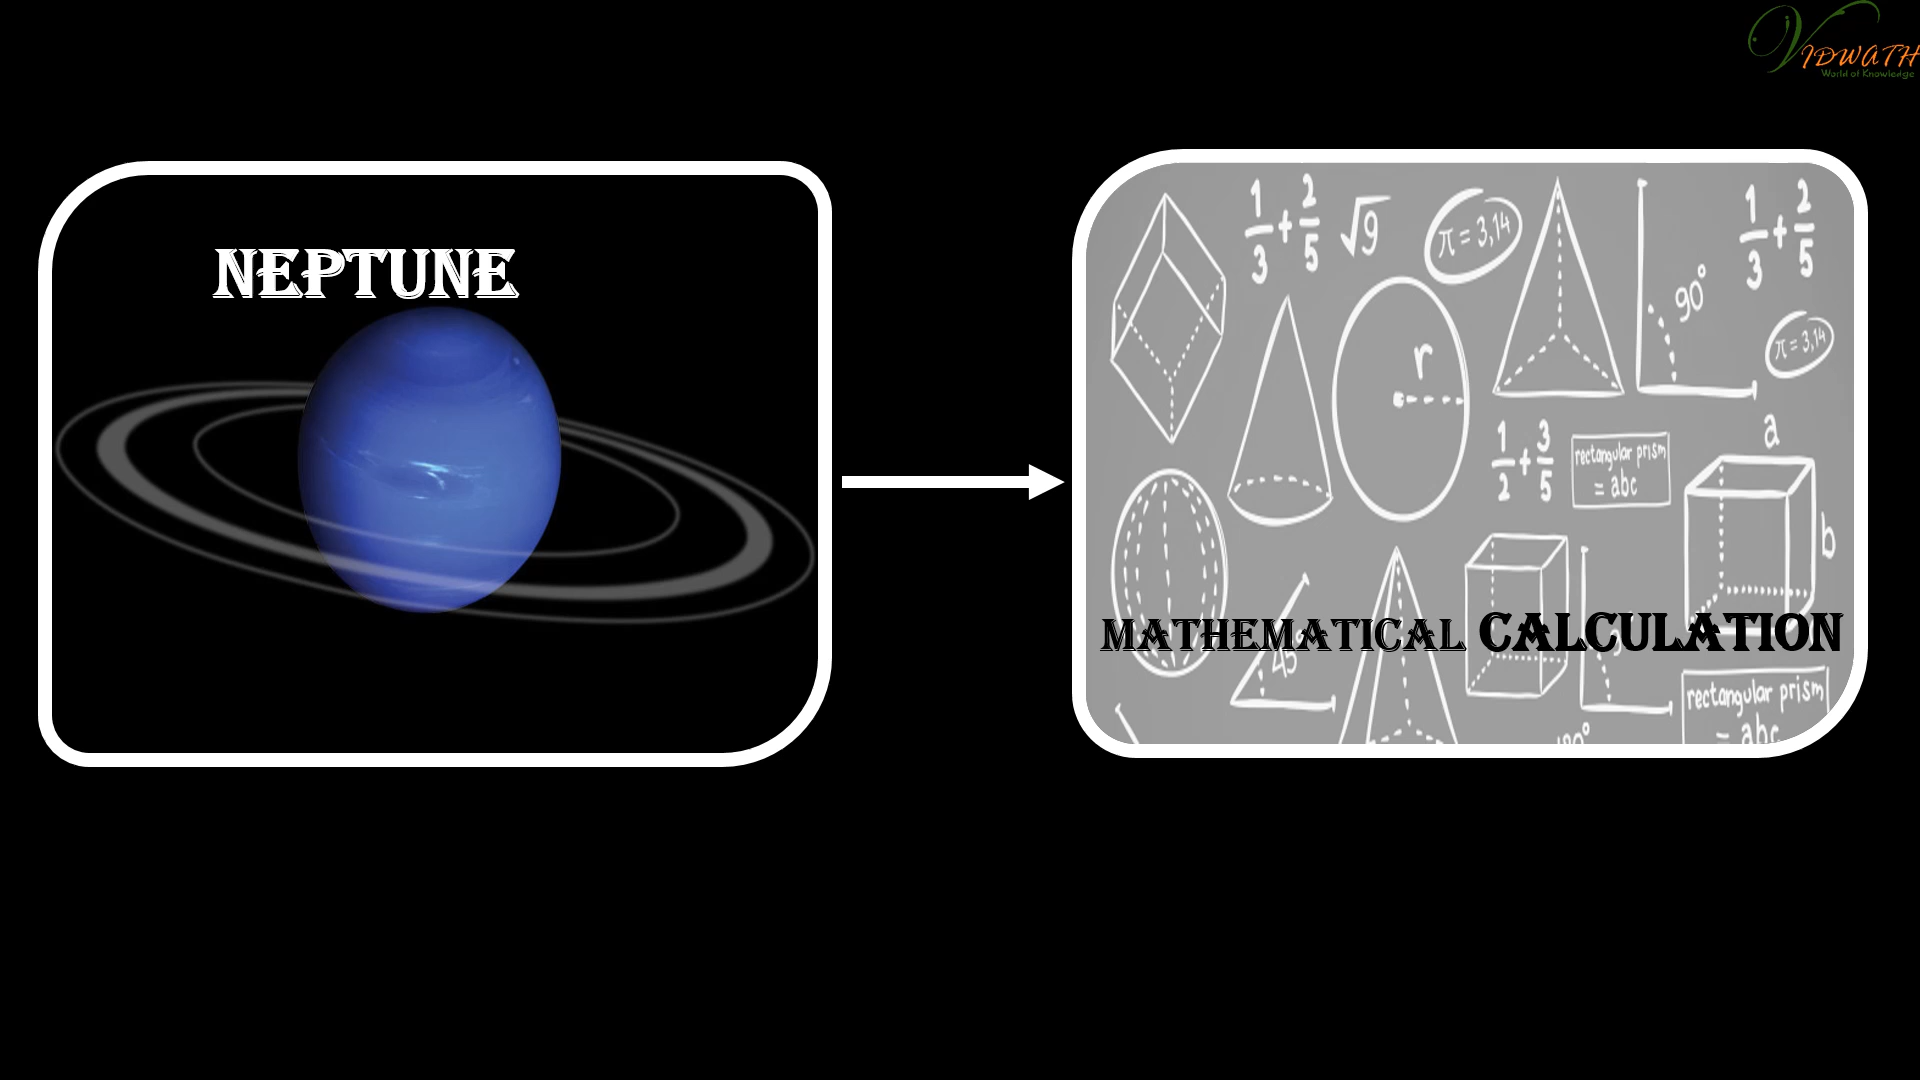 VIDWATH
World of Knowledge
NEPTUNE
1/3 + 2/5 √9 π = 3,14 1/3 + 2/5
90°
π = 3,14
r
a
1/2 + 3/5 rectangular prism
= abc
b
MATHEMATICAL CALCULATION
45
rectangular prism
= abc